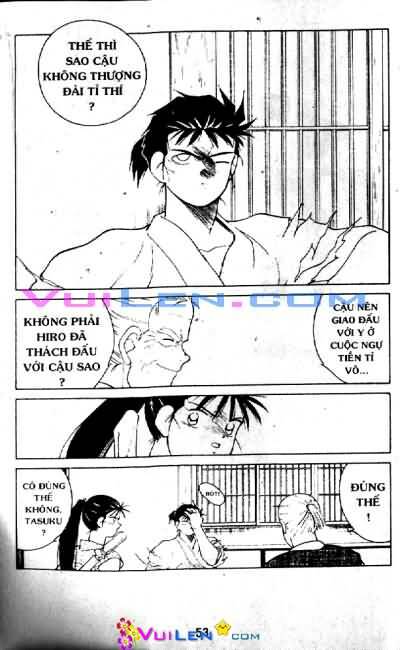 THẾ THÌ
SAO CẬU
KHÔNG THƯỢNG
ĐÀI TỈ THÍ
?
VUILEN.COM
CẬU NÊN
GIAO ĐẤU
VỚI Y Ở
CUỘC NGỰ
TIỀN TỈ
VÕ...
KHÔNG PHẢI
HIRO ĐÃ
THÁCH ĐẤU
VỚI CẬU SAO
?
CÓ ĐÚNG
THẾ
KHÔNG,
TASUKU
?
ĐÚNG
THẾ
!
53
VUILEN.COM